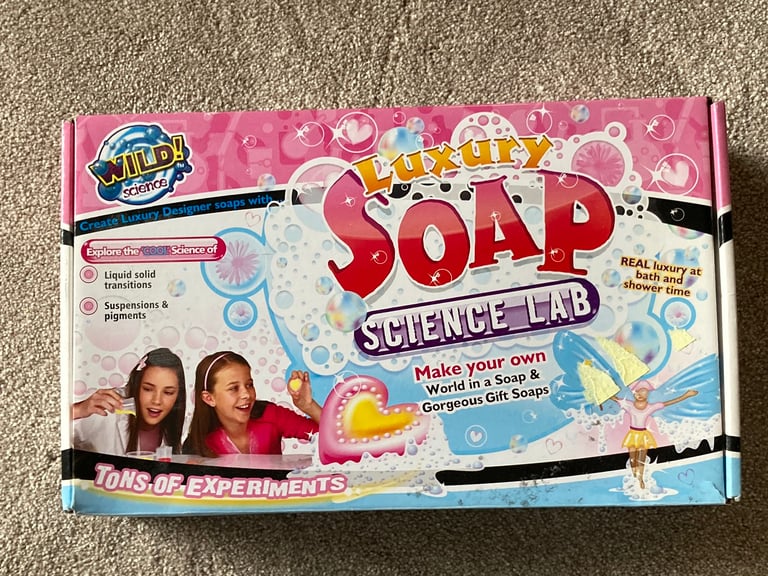 WILD!
science
TM
Luxury
SOAP
SCIENCE LAB
Create Luxury Designer soaps with
Explore the 'COOL' Science of
Liquid solid
transitions
Suspensions &
pigments
REAL luxury at
bath and
shower time
Make your own
World in a Soap &
Gorgeous Gift Soaps
TONS OF EXPERIMENTS